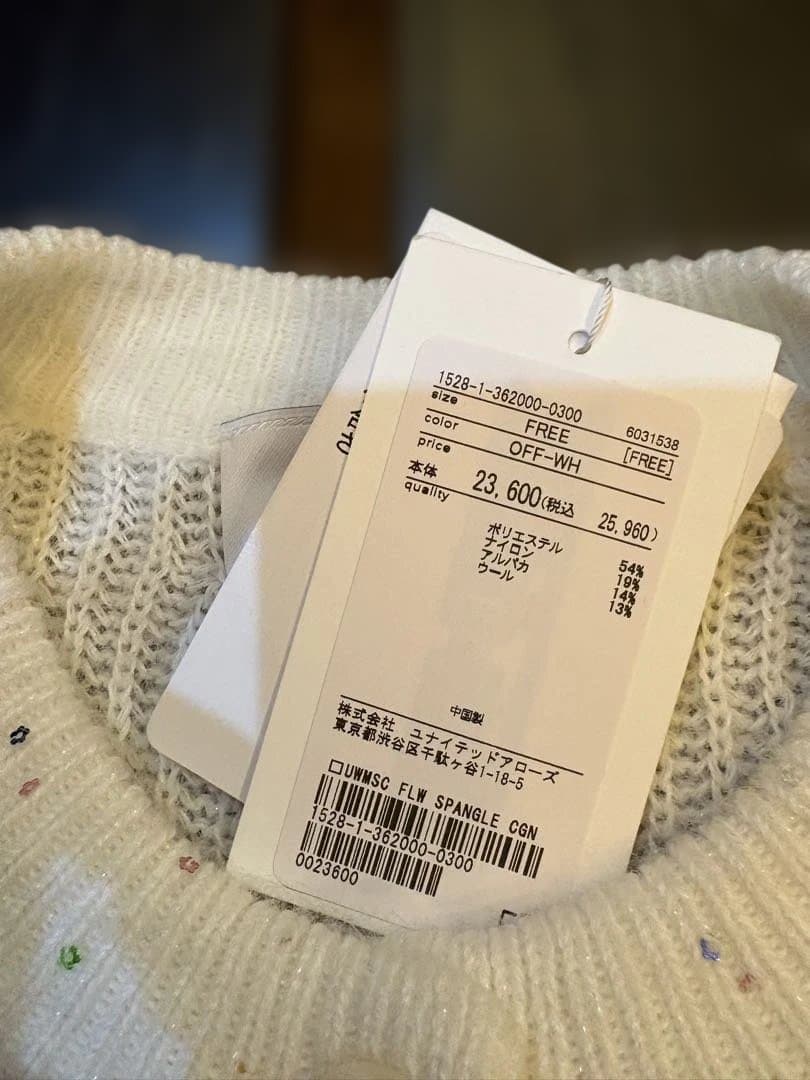 1528-1-362000-0300
size 6031538
FREE [FREE]
color
OFF-WH
price
本体 23,600(税込 25,960)
quality
ポリエステル 54%
ナイロン 19%
アルパカ 14%
ウール 13%
中国製
株式会社 ユナイテッドアローズ
東京都渋谷区千駄ヶ谷1-18-5
□UWMSC FLW SPANGLE CGN
1528-1-362000-0300
0023600